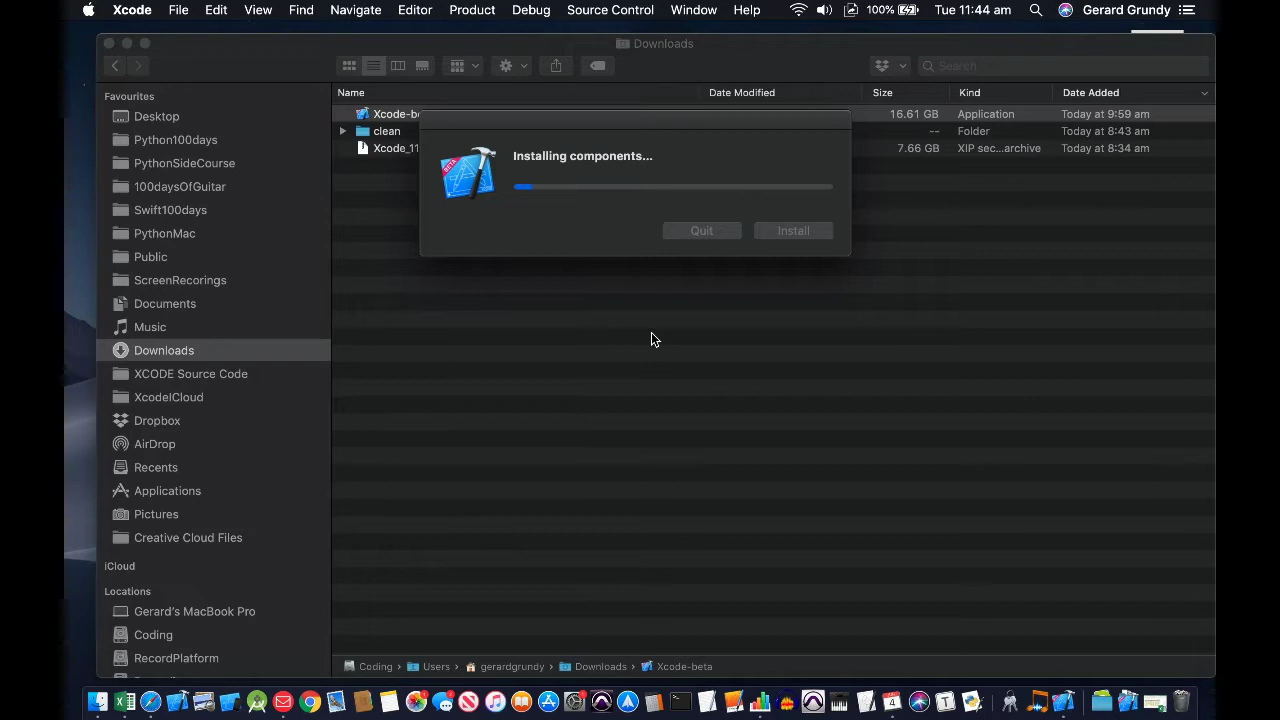 Xcode File Edit View Find Navigate Editor Product Debug Source Control Window Help 100% Tue 11:44 am Gerard Grundy
Downloads
Search
Favourites
Name Date Modified Size Kind Date Added
Desktop
Xcode-be 16.61 GB Application Today at 9:59 am
clean -- Folder Today at 8:43 am
Xcode_11 7.66 GB XIP sec...archive Today at 8:34 am
Installing components...
Quit Install
Python100days
PythonSideCourse
100daysOfGuitar
Swift100days
PythonMac
Public
ScreenRecorings
Documents
Music
Downloads
XCODE Source Code
XcodeICloud
Dropbox
AirDrop
Recents
Applications
Pictures
Creative Cloud Files
iCloud
Locations
Gerard's MacBook Pro
Coding
RecordPlatform
Coding Users gerardgrundy Downloads Xcode-beta